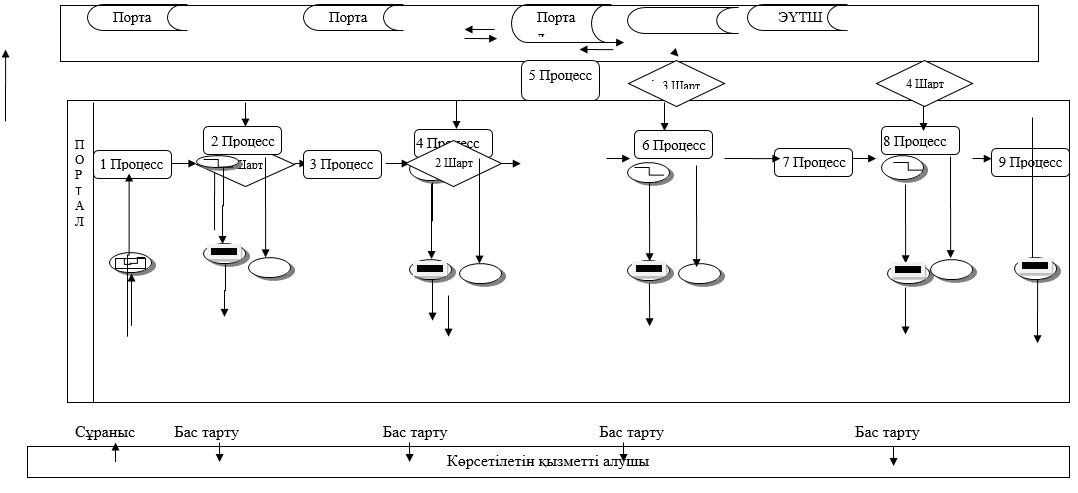 Порта
Порта
Порта
ЭҮТШ
5 Процесс
3 Шарт
4 Шарт
ПОРТАЛ
1 Процесс
2 Процесс
Шарт
3 Процесс
4 Процесс
2 Шарт
6 Процесс
7 Процесс
8 Процесс
9 Процесс
Сұраныс
Бас тарту
Бас тарту
Бас тарту
Бас тарту
Көрсетілетін қызметті алушы